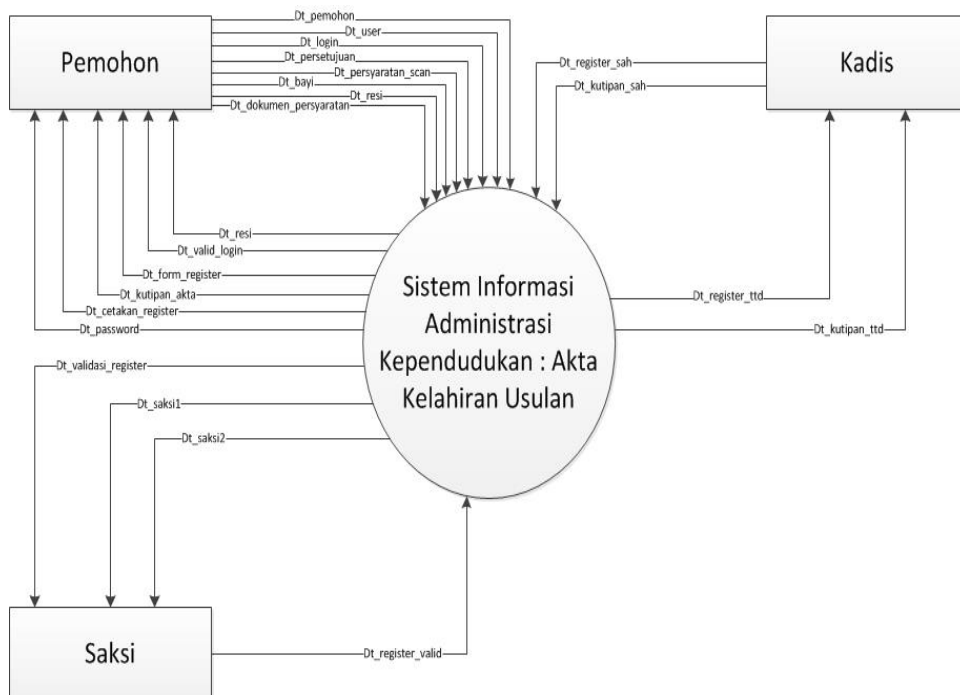 Pemohon
Dt_pemohon
Dt_user
Dt_login
Dt_persetujuan
Dt_persyaratan_scan
Dt_bayi
Dt_resi
Dt_dokumen_persyaratan
Kadis
Dt_register_sah
Dt_kutipan_sah
Dt_resi
Dt_valid_login
Dt_form_register
Dt_kutipan_akta
Dt_cetakan_register
Dt_password
Sistem Informasi
Administrasi
Kependudukan : Akta
Kelahiran Usulan
Dt_register_ttd
Dt_kutipan_ttd
Dt_validasi_register
Dt_saksi1
Dt_saksi2
Saksi
Dt_register_valid